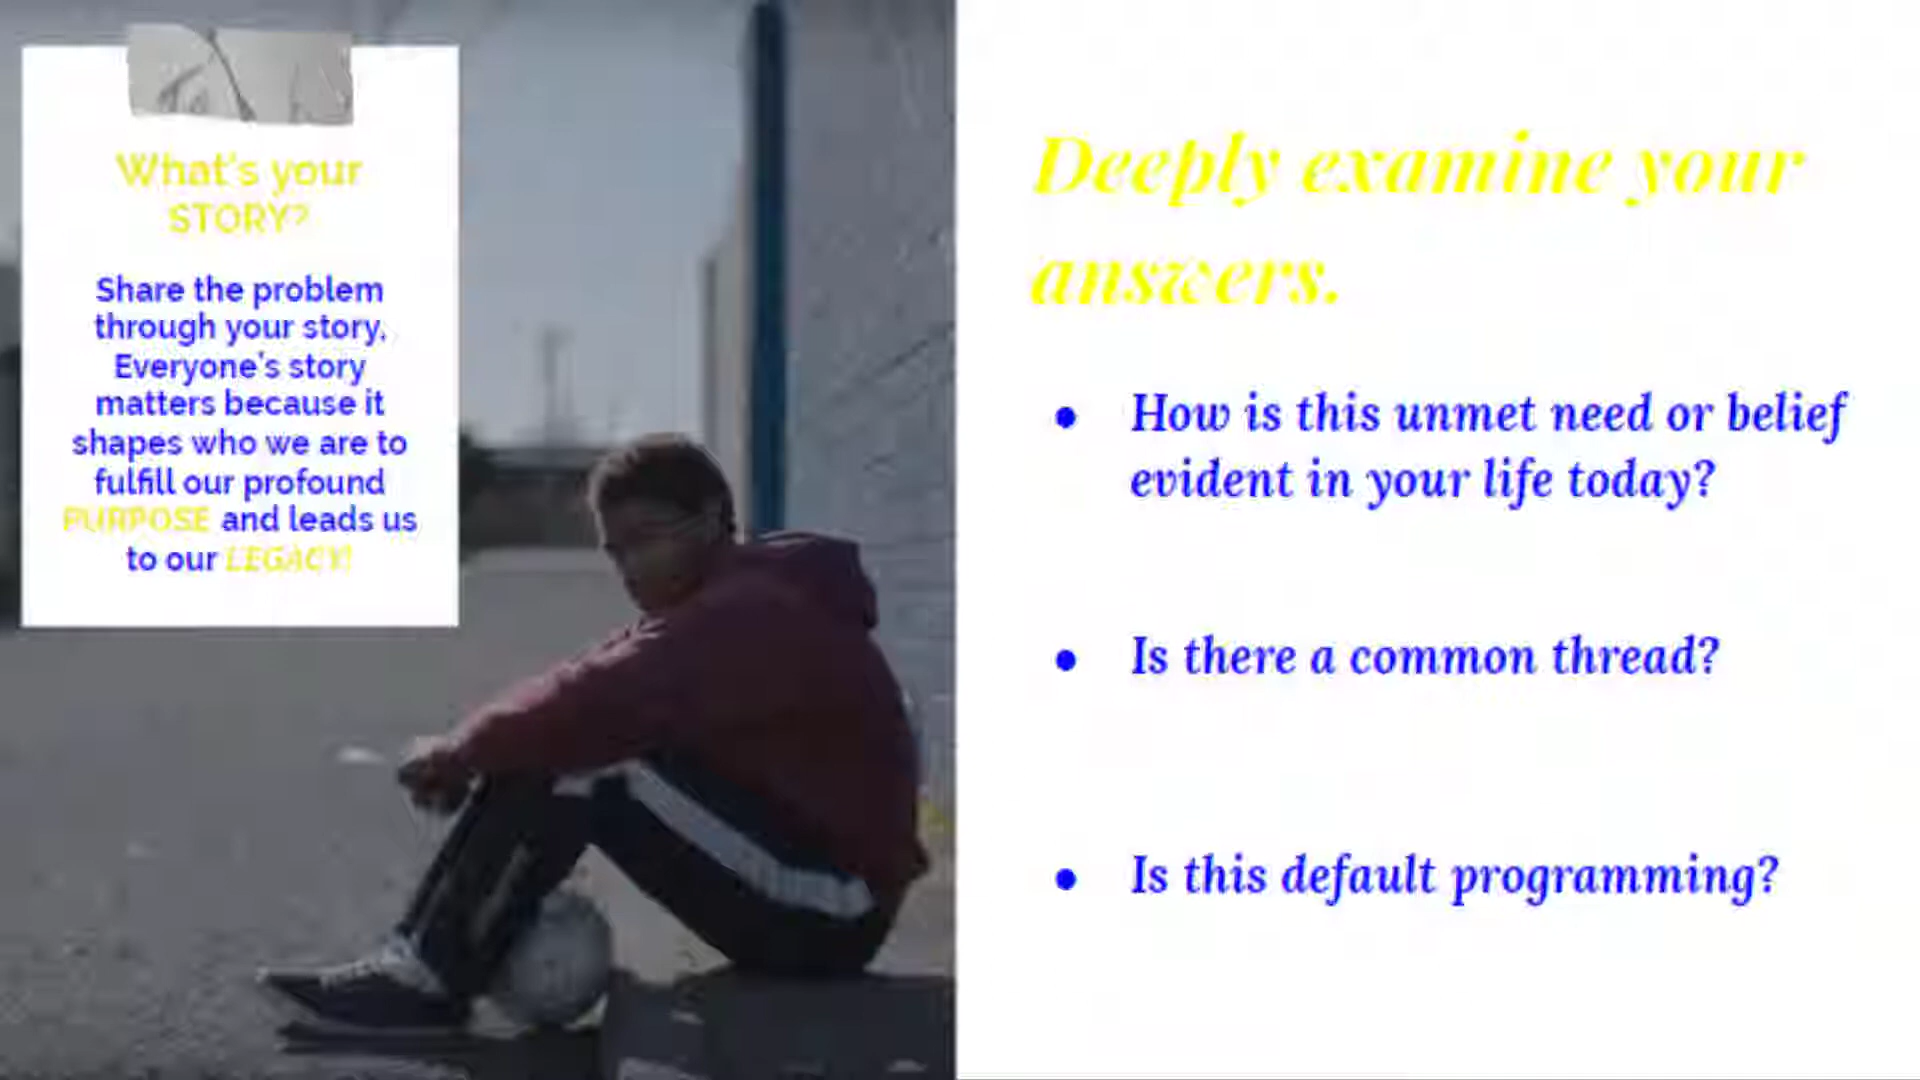 What's your
STORY?
Share the problem
through your story.
Everyone's story
matters because it
shapes who we are to
fulfill our profound
PURPOSE and leads us
to our LEGACY!
Deeply examine your
answers.
• How is this unmet need or belief
evident in your life today?
• Is there a common thread?
• Is this default programming?